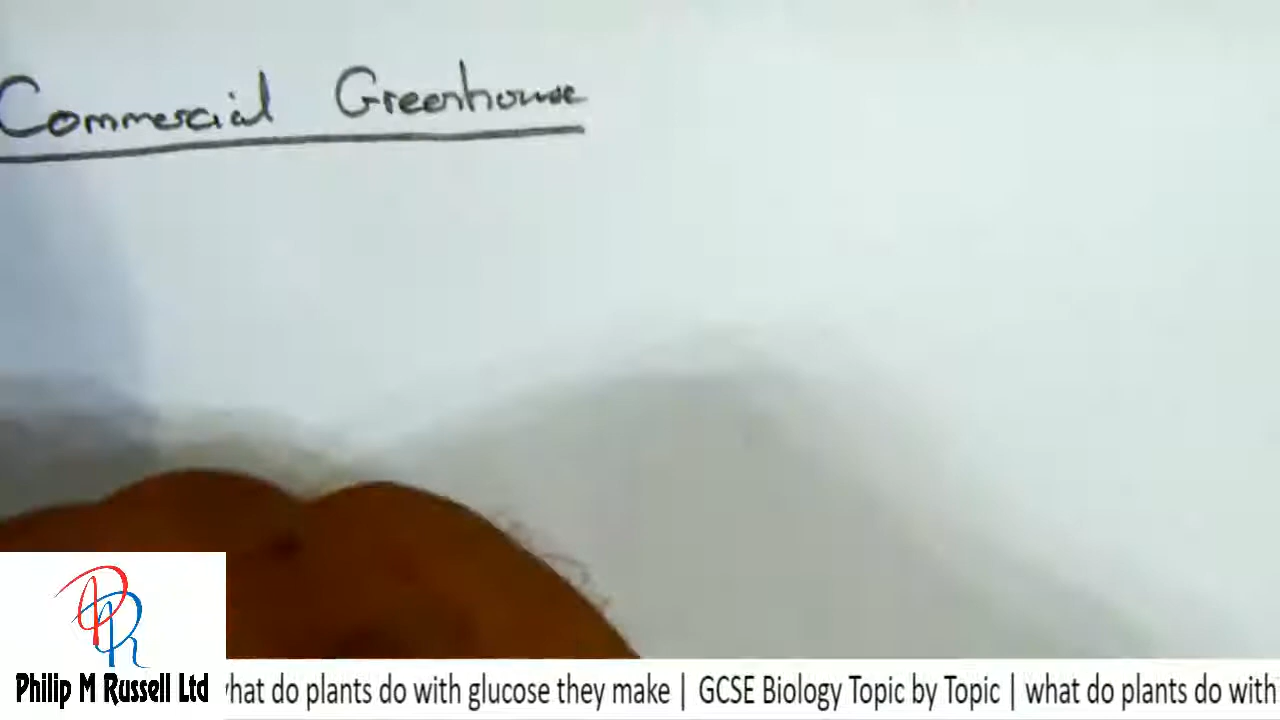 Commercial Greenhouse
Philip M Russell Ltd
what do plants do with glucose they make | GCSE Biology Topic by Topic | what do plants do with